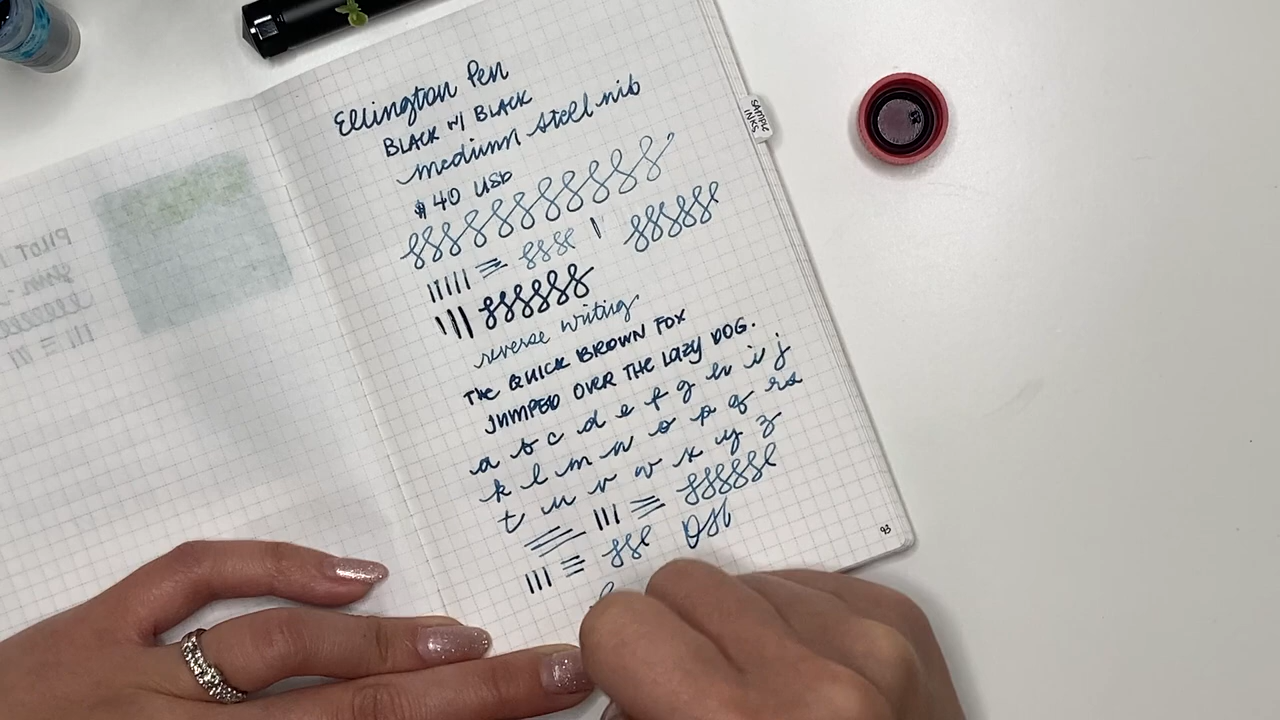 Ellington Pen
BLACK W/ BLACK
medium steel nib
$40 USD
reverse writing
THE QUICK BROWN FOX
JUMPED OVER THE LAZY DOG.
a b c d e f g h i j
k l m n o p q r s
t u v w x y z
93
SAMPLE
INKS
PILOT